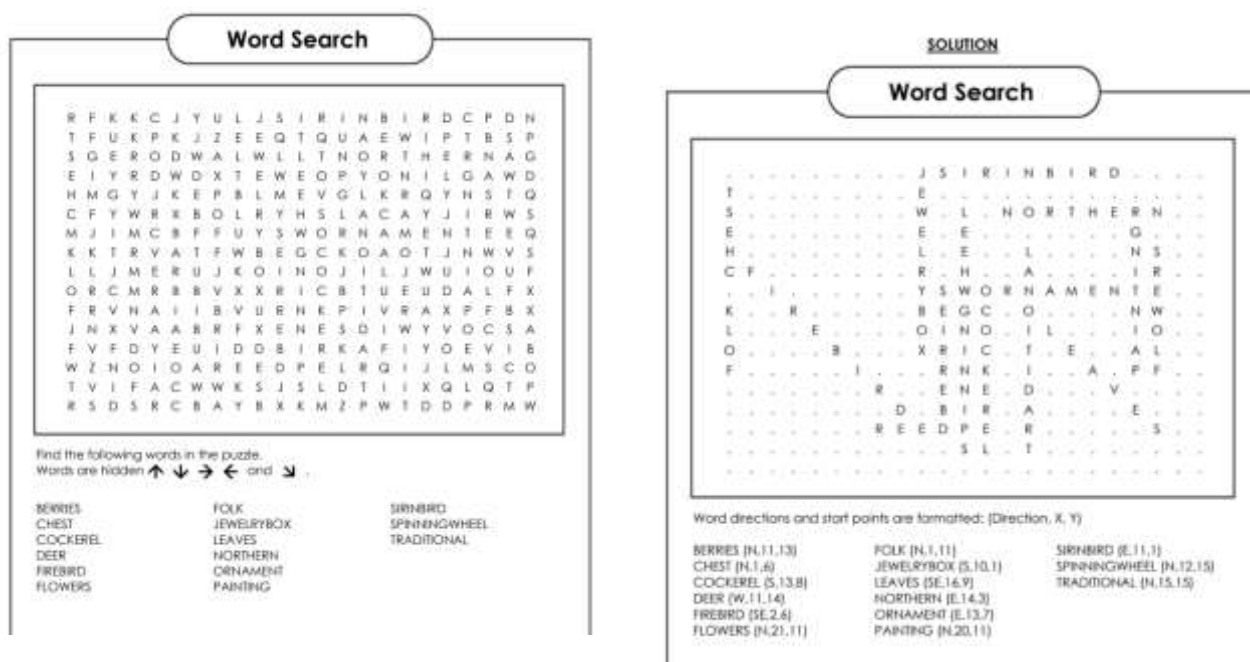 Word Search
R F K K C J Y U L J S I R I N B I R D C P D N
T F U K P K J Z E E Q T Q U A E W I P T B S P
S G E R O D W A L W L L T N O R T H E R N A G
E I Y R D W D X T E W E O P Y O N I L G A W D
H M G Y J K E P B L M E V G L K R Q Y N S T Q
C F Y W R X B O L R Y H S L A C A Y J I R W S
M J I M C B F F U Y S W O R N A M E N T E E Q
K K T R V A T F W B E G C K D A O T J N W V S
L L J M E R U J K O I N O J I L J W U I O U F
O R C M R B B V X X R I C B T U E U D A L F X
F R V N A I I B V U R N K P I V R A X P F B X
J N X V A A B R F X E N E S D I W Y V O C S A
F V F D Y E U I D D B I R K A F I Y O E V I B
W Z N O I O A R E E D P E L R Q I J L M S C O
T V I F A C W W K S J S L D T I I X Q L Q T P
R S D S R C B A Y B X K M Z P W T D D P R M W
Find the following words in the puzzle.
Words are hidden ↑ ↓ → ← and ↘ .
BERRIES
CHEST
COCKEREL
DEER
FIREBIRD
FLOWERS
FOLK
JEWELRYBOX
LEAVES
NORTHERN
ORNAMENT
PAINTING
SIRINBIRD
SPINNINGWHEEL
TRADITIONAL
SOLUTION
Word Search
. . . . . . . . . J S I R I N B I R D . . . .
T . . . . . . . . E . . . . . . . . . . . . .
S . . . . . . . . W . L . N O R T H E R N . .
E . . . . . . . . E . E . . . . . . . G . . .
H . . . . . . . . L . E . . L . . . . N S . .
C F . . . . . . . R . H . . A . . . . I R . .
. . I . . . . . . Y S W O R N A M E N T E . .
K . . R . . . . . B E G C . O . . . . N W . .
L . . . E . . . . O I N O . I L . . . I O . .
O . . . . B . . . X R I C . T . E . . A L . .
F . . . . . I . . . R N K . I . . A . P F . .
. . . . . . . R . . E N E . D . . . V . . . .
. . . . . . . . D . B I R . A . . . . E . . .
. . . . . . . R E E D P E . R . . . . . S . .
. . . . . . . . . . . S L . T . . . . . . . .
. . . . . . . . . . . . . . . . . . . . . . .
Word directions and start points are formatted: (Direction, X, Y)
BERRIES (N,11,13)
CHEST (N,1,6)
COCKEREL (S,13,8)
DEER (W,11,14)
FIREBIRD (SE,2,6)
FLOWERS (N,21,11)
FOLK (N,1,11)
JEWELRYBOX (S,10,1)
LEAVES (SE,16,9)
NORTHERN (E,14,3)
ORNAMENT (E,13,7)
PAINTING (N,20,11)
SIRINBIRD (E,11,1)
SPINNINGWHEEL (N,12,15)
TRADITIONAL (N,15,15)